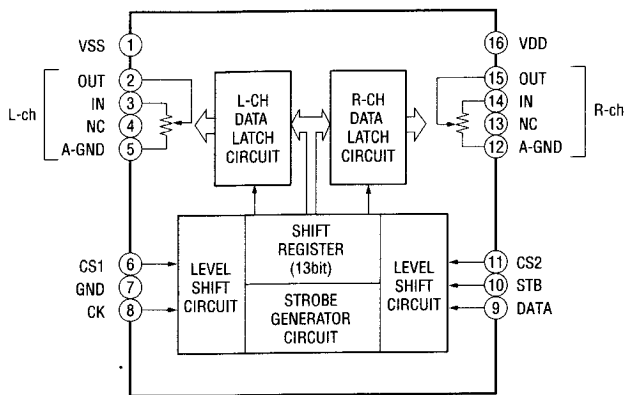 VSS 1
OUT 2
L-ch
IN 3
NC 4
A-GND 5
L-CH
DATA
LATCH
CIRCUIT
R-CH
DATA
LATCH
CIRCUIT
16 VDD
15 OUT
14 IN
R-ch
13 NC
12 A-GND
CS1 6
GND 7
CK 8
LEVEL
SHIFT
CIRCUIT
SHIFT
REGISTER
(13bit)
STROBE
GENERATOR
CIRCUIT
LEVEL
SHIFT
CIRCUIT
11 CS2
10 STB
9 DATA